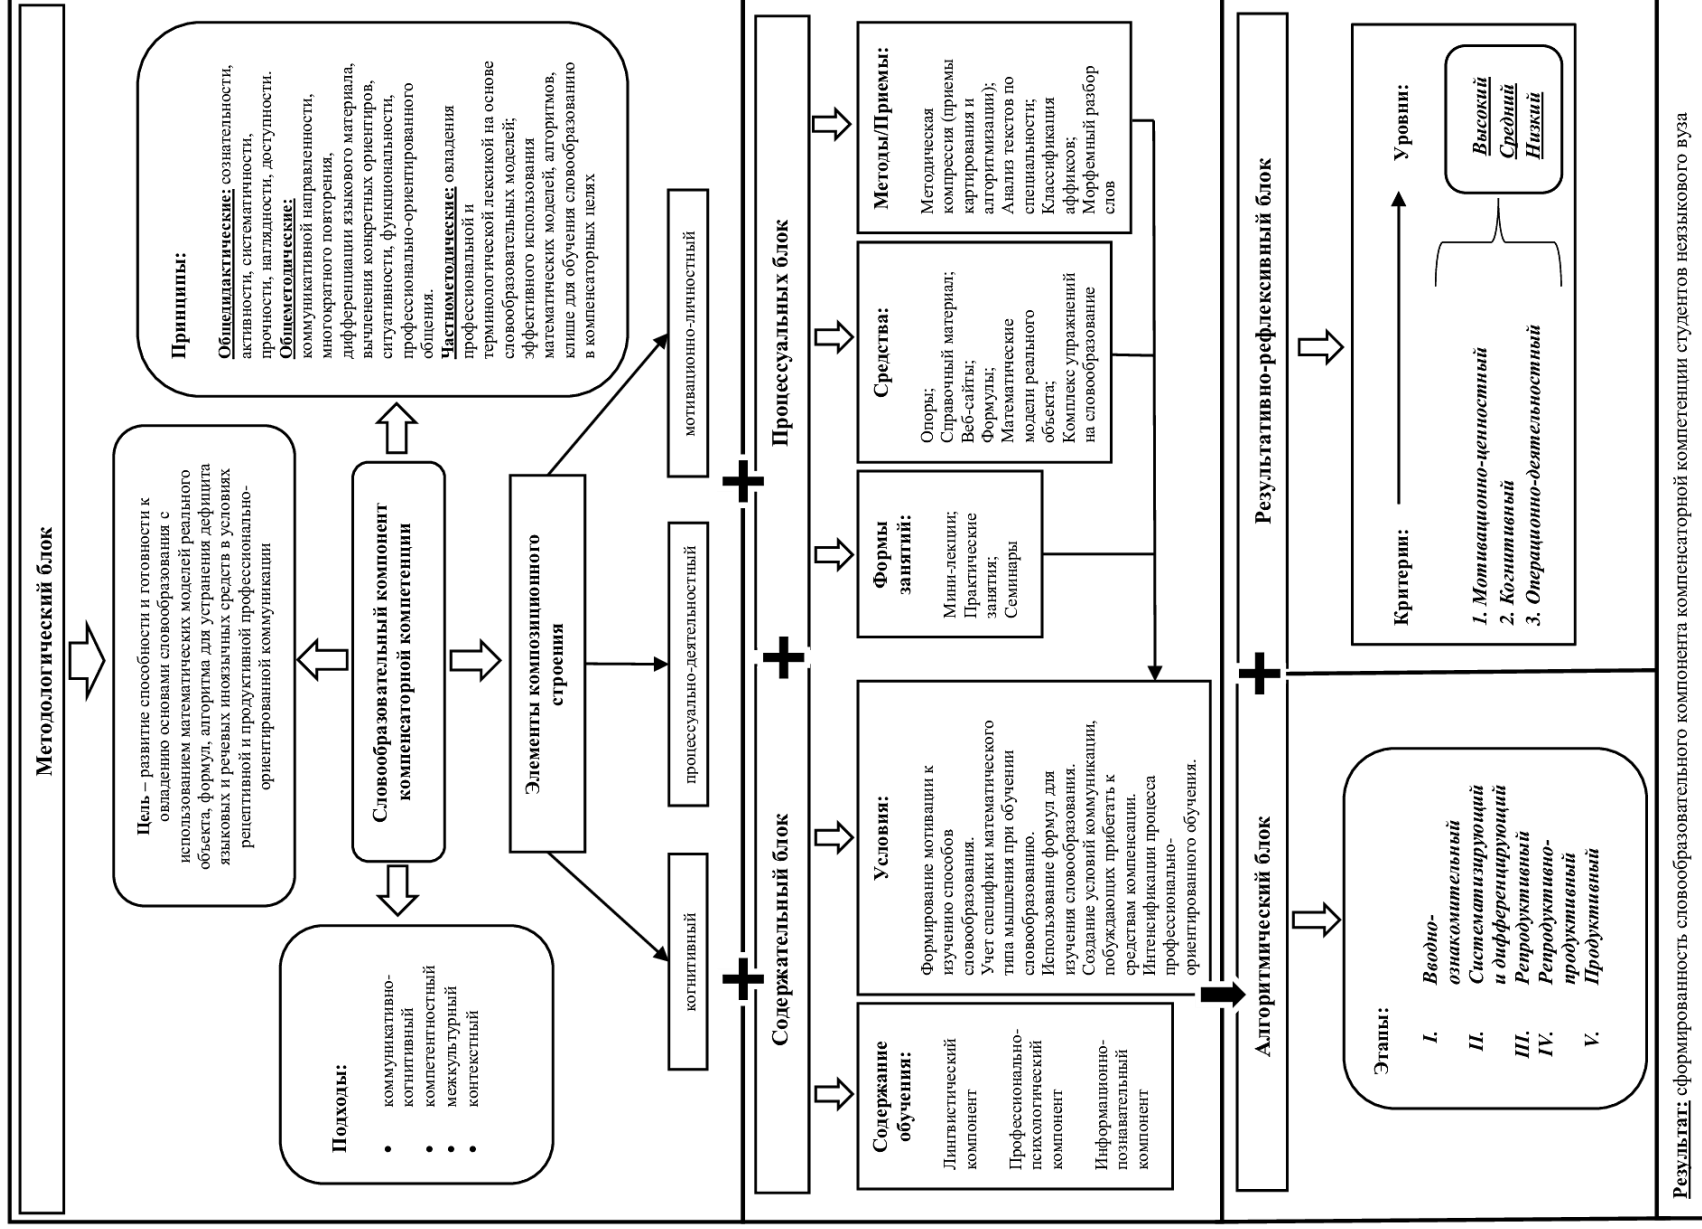 Методологический блок
Цель – развитие способности и готовности к
овладению основами словообразования с
использованием математических моделей реального
объекта, формул, алгоритма для устранения дефицита
языковых и речевых иноязычных средств в условиях
рецептивной и продуктивной профессионально-
ориентированной коммуникации
Подходы:
• коммуникативно-
когнитивный
• компетентностный
• межкультурный
• контекстный
Словообразовательный компонент
компенсаторной компетенции
Принципы:
Общедидактические: сознательности,
активности, систематичности,
прочности, наглядности, доступности.
Общеметодические:
коммуникативной направленности,
многократного повторения,
дифференциации языкового материала,
вычленения конкретных ориентиров,
ситуативности, функциональности,
профессионально-ориентированного
общения.
Частнометодические: овладения
профессиональной и
терминологической лексикой на основе
словообразовательных моделей;
эффективного использования
математических моделей, алгоритмов,
клише для обучения словообразованию
в компенсаторных целях
Элементы композиционного
строения
когнитивный
процессуально-деятельностный
мотивационно-личностный
Содержательный блок
Процессуальных блок
Содержание
обучения:
Лингвистический
компонент
Профессионально-
психологический
компонент
Информационно-
познавательный
компонент
Условия:
Формирование мотивации к
изучению способов
словообразования.
Учет специфики математического
типа мышления при обучении
словообразованию.
Использование формул для
изучения словообразования.
Создание условий коммуникации,
побуждающих прибегать к
средствам компенсации.
Интенсификации процесса
профессионально-
ориентированного обучения.
Формы
занятий:
Мини-лекции;
Практические
занятия;
Семинары
Средства:
Опоры;
Справочный материал;
Веб-сайты;
Формулы;
Математические
модели реального
объекта;
Комплекс упражнений
на словообразование
Методы/Приемы:
Методическая
компрессия (приемы
картирования и
алгоритмизации);
Анализ текстов по
специальности;
Классификация
аффиксов;
Морфемный разбор
слов
Алгоритмический блок
Результативно-рефлексивный блок
Этапы:
I. Вводно-
ознакомительный
II. Систематизирующий
и дифференцирующий
III. Репродуктивный
IV. Репродуктивно-
продуктивный
V. Продуктивный
Критерии:
1. Мотивационно-ценностный
2. Когнитивный
3. Операционно-деятельностный
Уровни:
Высокий
Средний
Низкий
Результат: сформированность словообразовательного компонента компенсаторной компетенции студентов неязыкового вуза